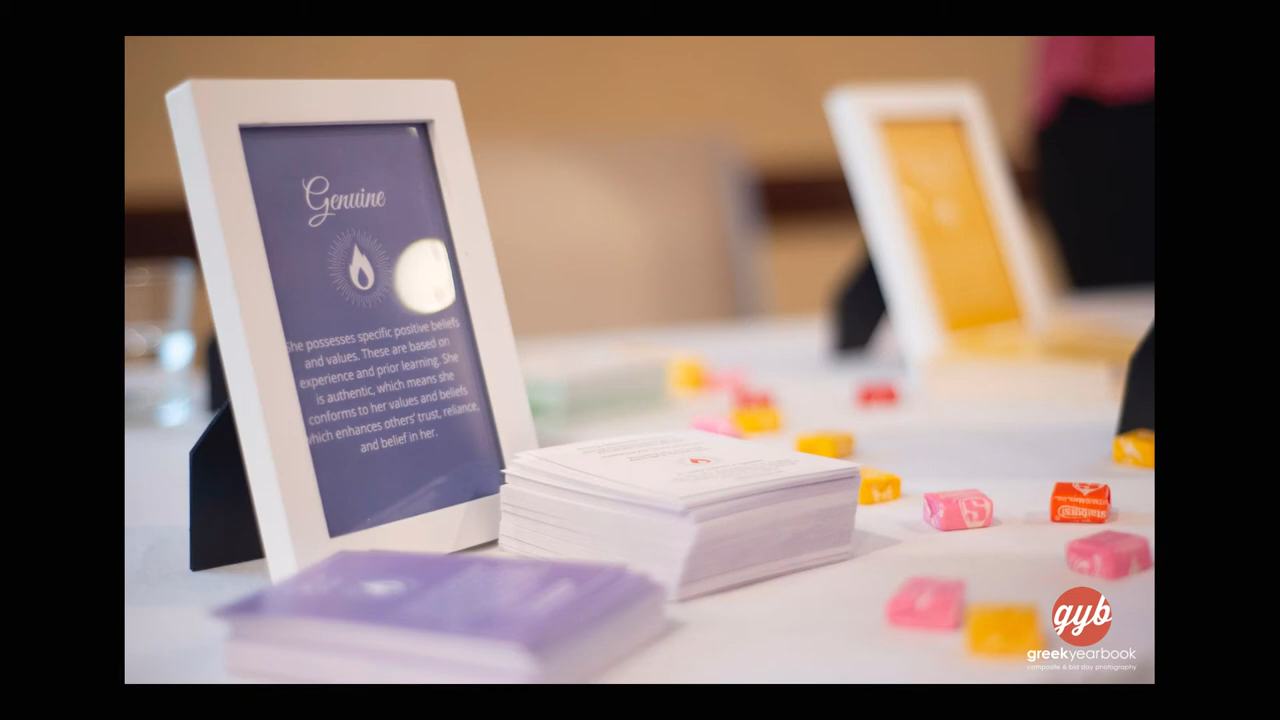 Genuine
She possesses specific positive beliefs
and values. These are based on
experience and prior learning. She
is authentic, which means she
conforms to her values and beliefs
which enhances others' trust, reliance,
and belief in her.
S
Starburst
gyb
greekyearbook
composite & bid day photography